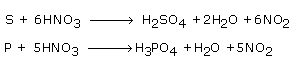 S + 6HNO₃ ⟶ H₂SO₄ + 2H₂O + 6NO₂
P + 5HNO₃ ⟶ H₃PO₄ + H₂O + 5NO₂